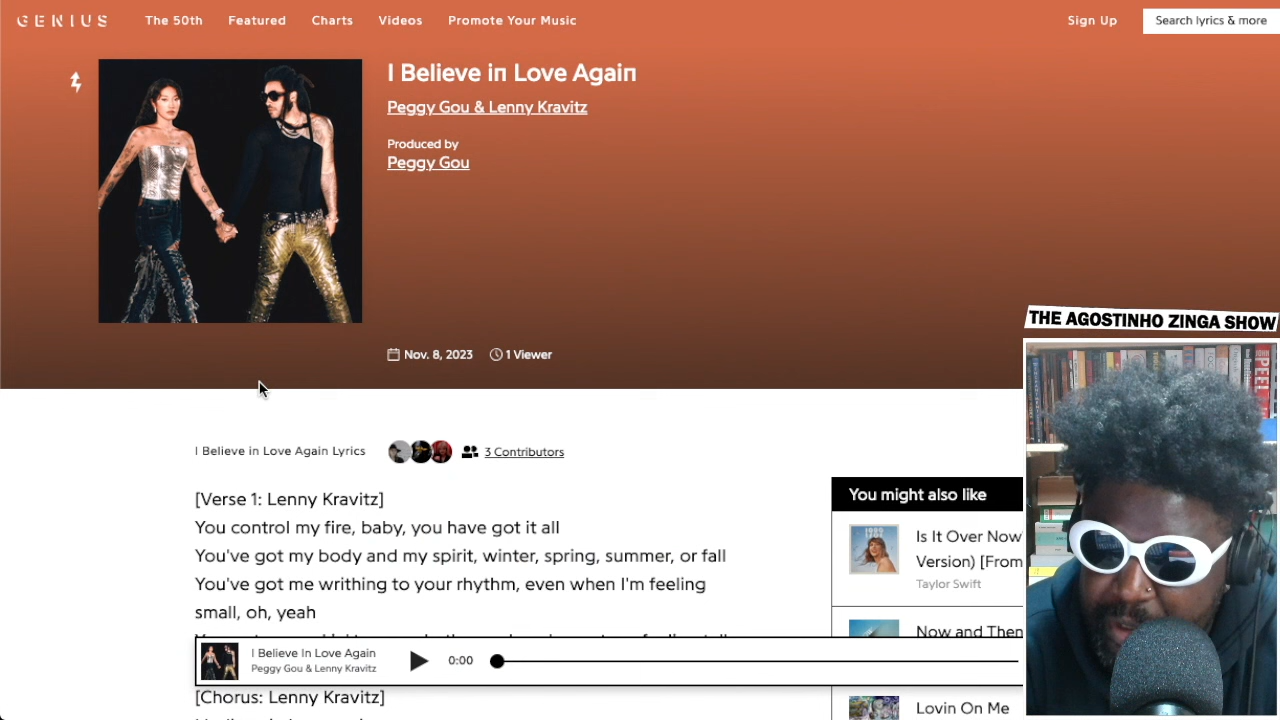 GENIUS
The 50th
Featured
Charts
Videos
Promote Your Music
Sign Up
Search lyrics & more
I Believe in Love Again
Peggy Gou & Lenny Kravitz
Produced by
Peggy Gou
Nov. 8, 2023
1 Viewer
THE AGOSTINHO ZINGA SHOW
I Believe in Love Again Lyrics
3 Contributors
[Verse 1: Lenny Kravitz]
You control my fire, baby, you have got it all
You've got my body and my spirit, winter, spring, summer, or fall
You've got me writhing to your rhythm, even when I'm feeling
small, oh, yeah
I Believe In Love Again
Peggy Gou & Lenny Kravitz
0:00
[Chorus: Lenny Kravitz]
You might also like
Is It Over Now
Version) [From
Taylor Swift
Now and Then
Lovin On Me